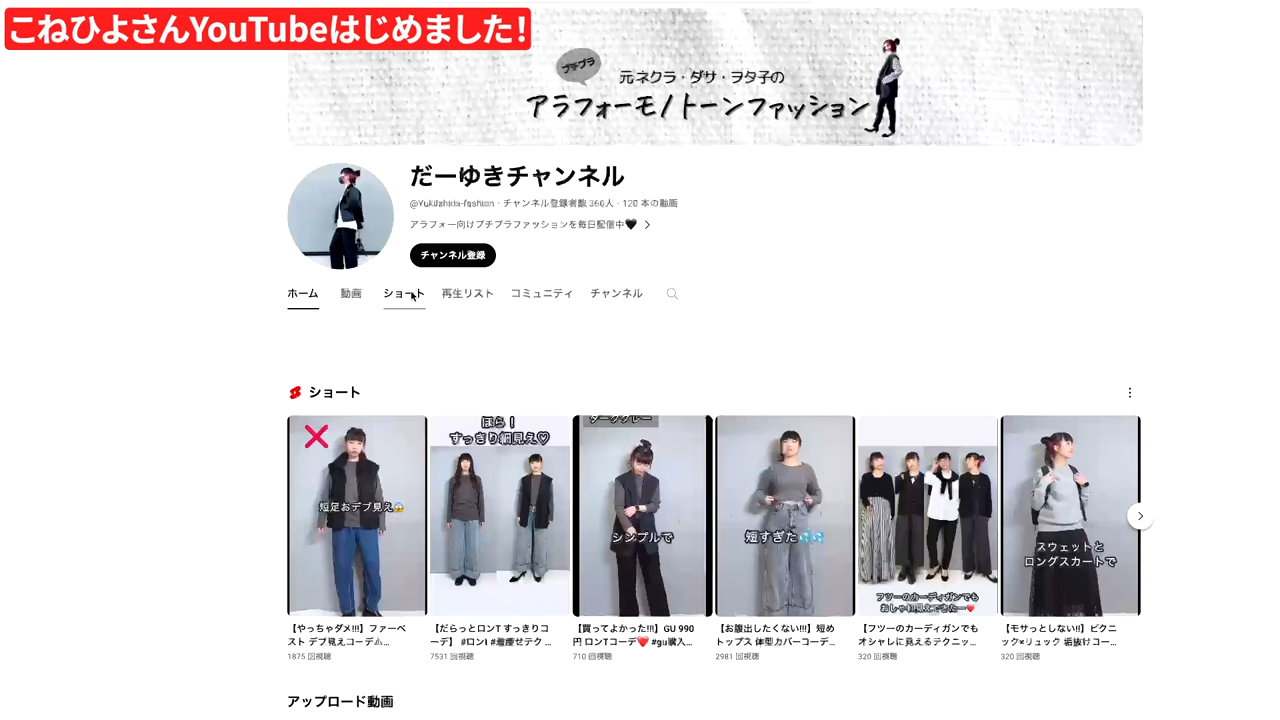 こねひよさんYouTubeはじめました!
プチプラ
元ネクラ・ダサ・ヲタ子の
アラフォーモノトーンファッション
だーゆきチャンネル
チャンネル登録者数 360人・120 本の動画
アラフォー向けプチプラファッションを毎日配信中🖤
チャンネル登録
ホーム 動画 ショート 再生リスト コミュニティ チャンネル
ショート
短足おデブ見え😱
ほら！
すっきり細見え♡
ダークグレー
シンプルで
短すぎた💦💦
フツーのカーディガンでも
おしゃれ見えできたー❤️
スウェットと
ロングスカートで
【やっちゃダメ!!!】ファーベ
スト デブ見えコーデ⚠...
1875 回視聴
【だらっとロンT すっきりコ
ーデ】 #ロンt #着痩せテク ...
7531 回視聴
【買ってよかった!!!】GU 990
円 ロンTコーデ❤️ #gu購入...
710 回視聴
【お腹出したくない!!!】短め
トップス 体型カバーコーデ...
2981 回視聴
【フツーのカーディガンでも
オシャレに見えるテクニッ...
320 回視聴
【モサっとしない!!】ピクニ
ック×リュック 垢抜けコー...
320 回視聴
アップロード動画